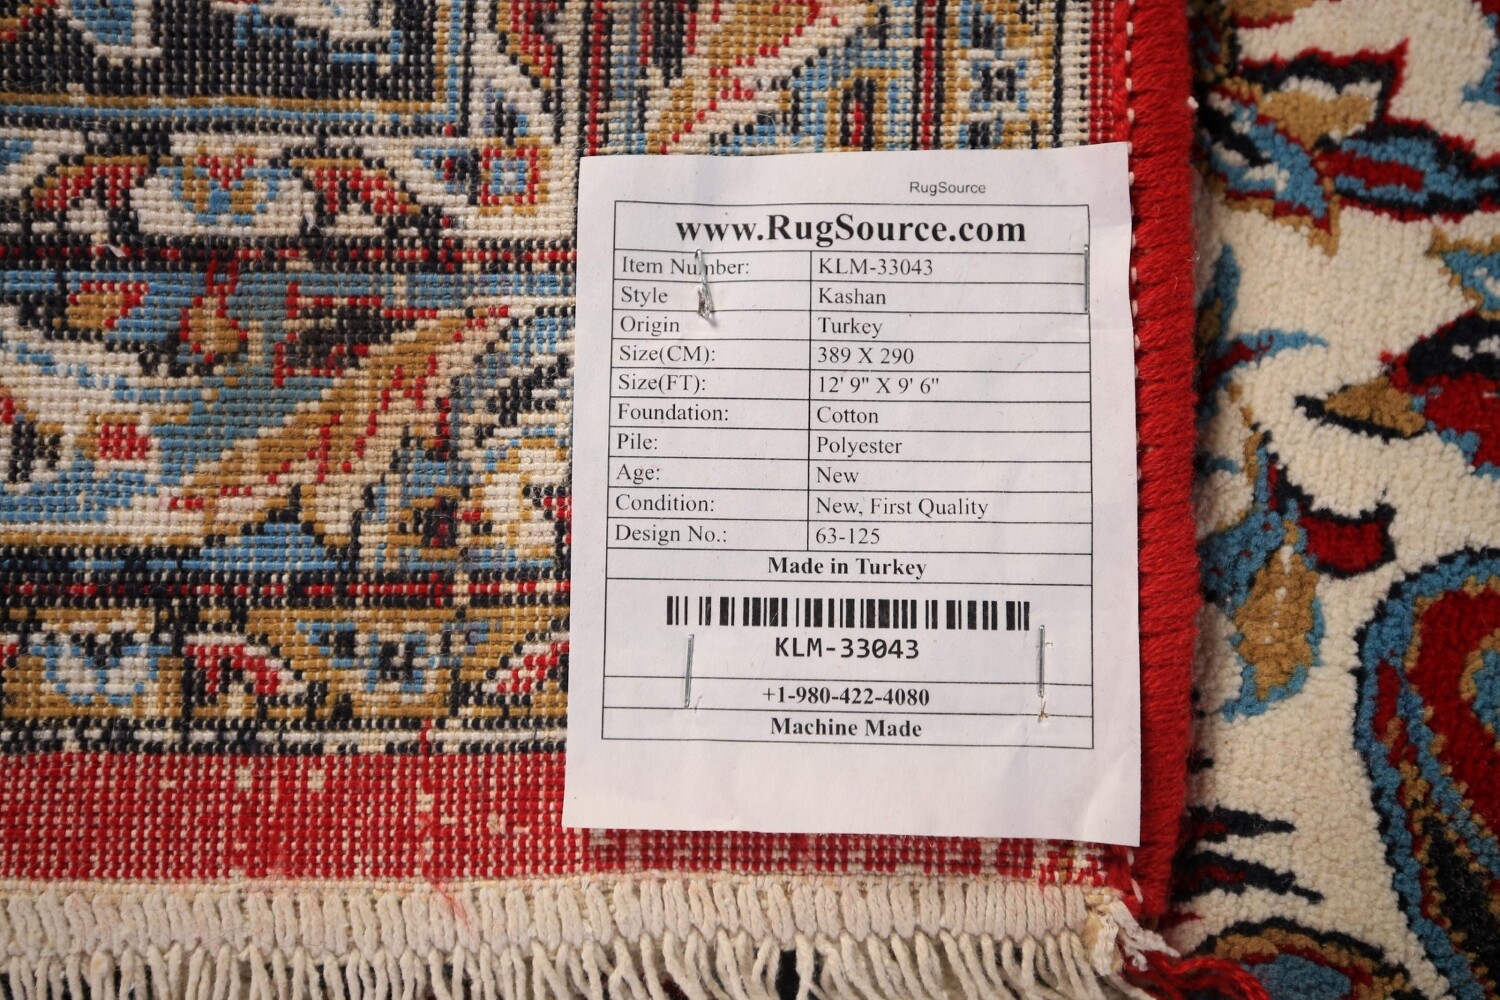 RugSource
www.RugSource.com
Item Number: KLM-33043
Style Kashan
Origin Turkey
Size(CM): 389 X 290
Size(FT): 12' 9" X 9' 6"
Foundation: Cotton
Pile: Polyester
Age: New
Condition: New, First Quality
Design No.: 63-125
Made in Turkey
KLM-33043
+1-980-422-4080
Machine Made